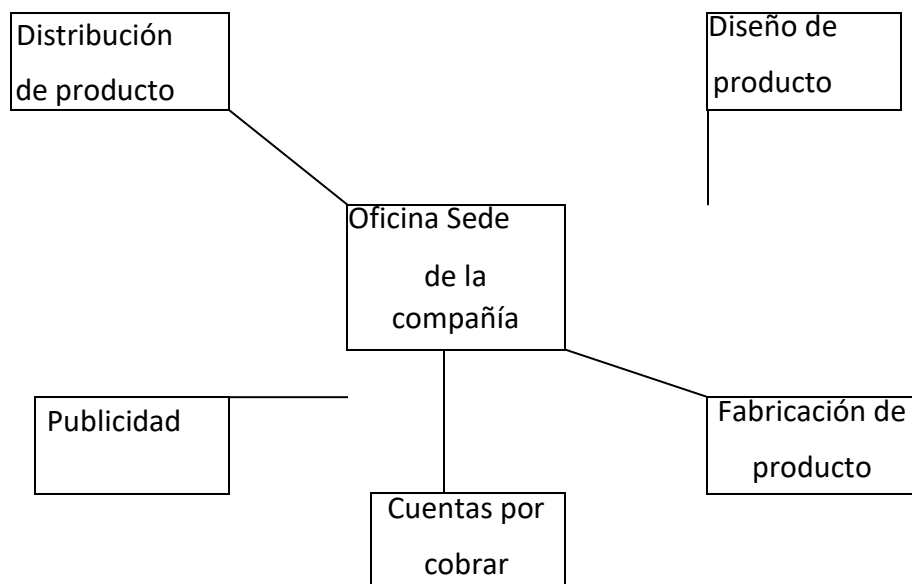 Distribución
de producto
Diseño de
producto
Oficina Sede
de la
compañía
Publicidad
Fabricación de
producto
Cuentas por
cobrar